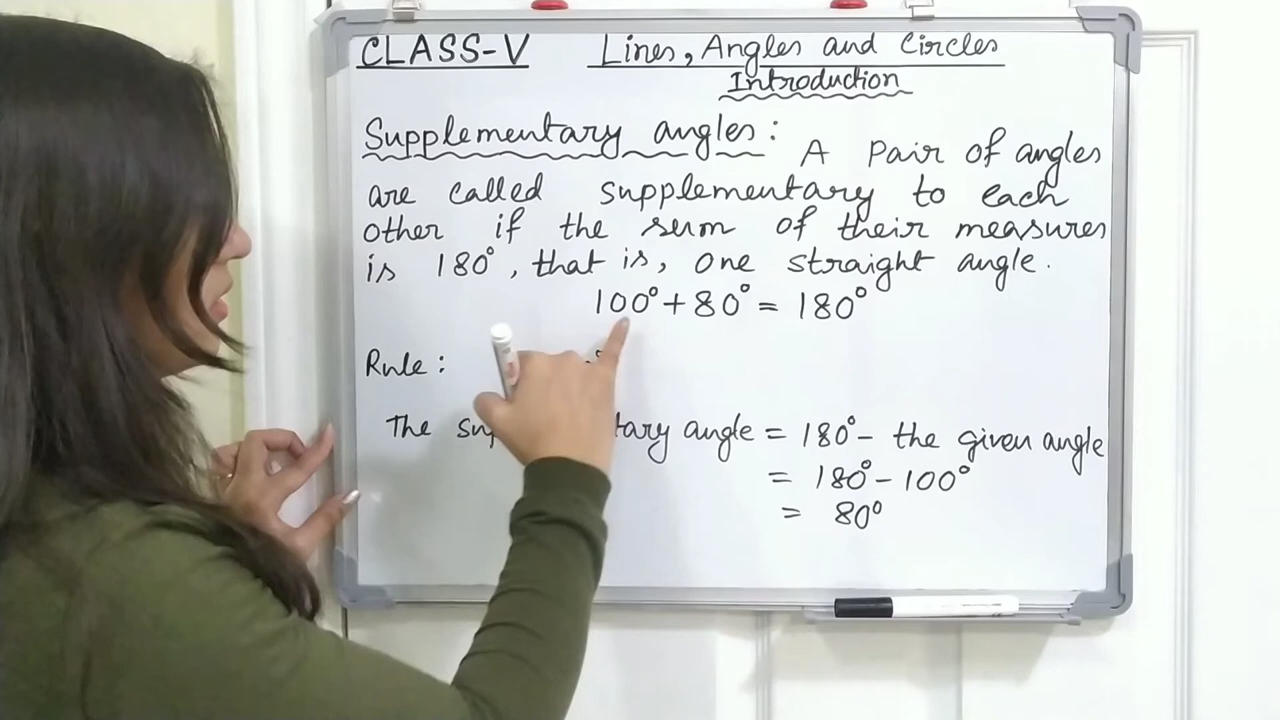 CLASS-V Lines, Angles and Circles
Introduction
Supplementary angles: A Pair of angles
are called supplementary to each
other if the sum of their measures
is 180°, that is, one straight angle.
100° + 80° = 180°
Rule:
The tary angle = 180° - the given angle
= 180° - 100°
= 80°